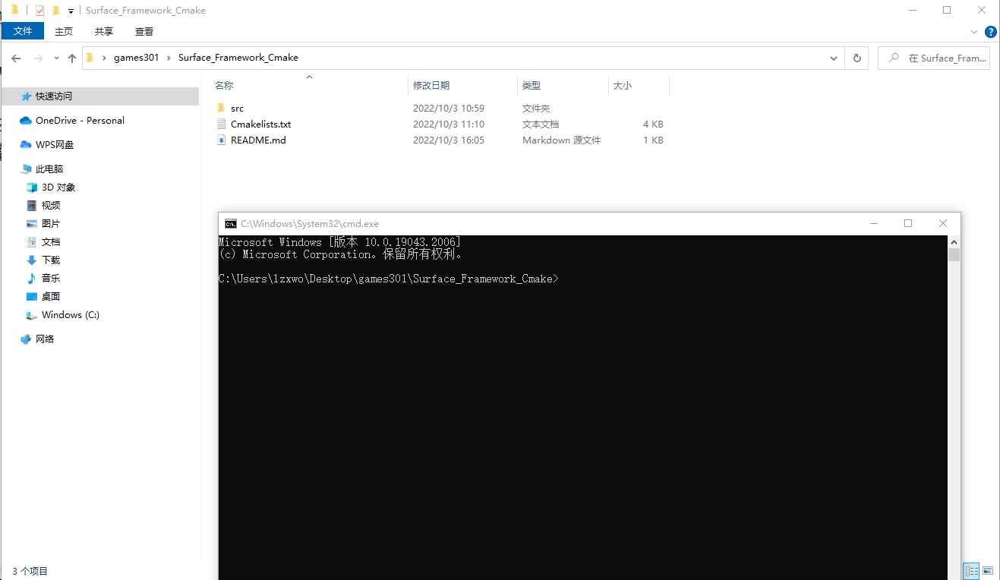 Surface_Framework_Cmake
文件 主页 共享 查看
games301 Surface_Framework_Cmake 在 Surface_Fram...
名称 修改日期 类型 大小
快速访问
OneDrive - Personal
WPS网盘
此电脑
3D 对象
视频
图片
文档
下载
音乐
桌面
Windows (C:)
网络
src 2022/10/3 10:59 文件夹
Cmakelists.txt 2022/10/3 11:10 文本文档 4 KB
README.md 2022/10/3 16:05 Markdown 源文件 1 KB
C:\Windows\System32\cmd.exe
Microsoft Windows [版本 10.0.19043.2006]
(c) Microsoft Corporation。保留所有权利。
C:\Users\lzxwo\Desktop\games301\Surface_Framework_Cmake>
3 个项目